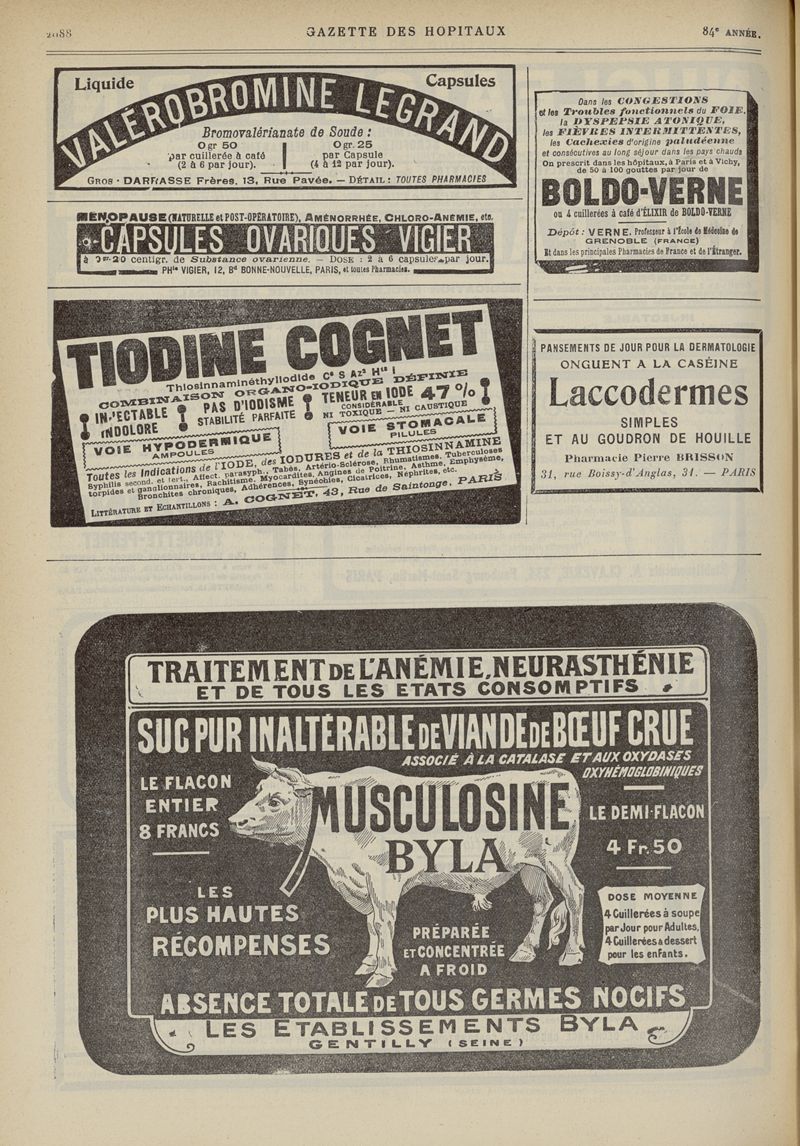 2088 GAZETTE DES HOPITAUX 84e ANNÉE.
Liquide Capsules
VALÉROBROMINE LEGRAND
Bromovalérianate de Soude :
0 gr 50
par cuillerée à café
(2 à 6 par jour).
0 gr. 25
par Capsule
(4 à 12 par jour).
GROS · DARRASSE Frères, 13, Rue Pavée. — DÉTAIL : TOUTES PHARMACIES
MÉNOPAUSE (NATURELLE et POST-OPÉRATOIRE), AMÉNORRHÉE, CHLORO-ANÉMIE, etc.
CAPSULES OVARIQUES VIGIER
à 0gr.20 centigr. de Substance ovarienne. — DOSE : 2 à 6 capsules par jour.
PHie VIGIER, 12, Bd BONNE-NOUVELLE, PARIS, et toutes Pharmacies.
TIODINE COGNET
Thiosinnaminéthyliodide C6 S Az2 H13 I
COMBINAISON ORGANO-IODIQUE DÉFINIE
INJECTABLE
INDOLORE
PAS D'IODISME
STABILITÉ PARFAITE
TENEUR EN IODE 47 %
CONSIDÉRABLE
NI TOXIQUE — NI CAUSTIQUE
VOIE HYPODERMIQUE
AMPOULES
VOIE STOMACALE
PILULES
Toutes les Indications de l'IODE, des IODURES et de la THIOSINNAMINE
Syphilis second. et tert., Affect. parasyph., Tabès, Artério-Sclérose, Rhumatismes, Tuberculoses
torpides et ganglionnaires, Rachitisme, Myocardites, Angines de Poitrine, Asthme, Emphysème,
Bronchites chroniques, Adhérences, Synéchies, Cicatrices, Néphrites, etc.
LITTÉRATURE ET ECHANTILLONS : A. COGNET, 43, Rue de Saintonge, PARIS
Dans les CONGESTIONS
et les Troubles fonctionnels du FOIE,
la DYSPEPSIE ATONIQUE,
les FIÈVRES INTERMITTENTES,
les Cachexies d'origine paludéenne
et consécutives au long séjour dans les pays chauds
On prescrit dans les hôpitaux, à Paris et à Vichy,
de 50 à 100 gouttes par jour de
BOLDO-VERNE
ou 4 cuillerées à café d'ÉLIXIR de BOLDO-VERNE
Dépôt : VERNE, Professeur à l'École de Médecine de
GRENOBLE (FRANCE)
Et dans les principales Pharmacies de France et de l'Étranger.
PANSEMENTS DE JOUR POUR LA DERMATOLOGIE
ONGUENT A LA CASÉINE
Laccodermes
SIMPLES
ET AU GOUDRON DE HOUILLE
Pharmacie Pierre BRISSON
31, rue Boissy-d'Anglas, 31. — PARIS
TRAITEMENT DE L'ANÉMIE, NEURASTHÉNIE
ET DE TOUS LES ETATS CONSOMPTIFS
SUC PUR INALTÉRABLE DE VIANDE DE BŒUF CRUE
ASSOCIÉ À LA CATALASE ET AUX OXYDASES
OXYHÉMOGLOBINIQUES
LE FLACON
ENTIER
8 FRANCS
MUSCULOSINE
BYLA
LE DEMI-FLACON
4 Fr. 50
LES
PLUS HAUTES
RÉCOMPENSES
PRÉPARÉE
ET CONCENTRÉE
A FROID
DOSE MOYENNE
4 Cuillerées à soupe
par Jour pour Adultes,
4 Cuillerées à dessert
pour les enfants.
ABSENCE TOTALE DE TOUS GERMES NOCIFS
LES ETABLISSEMENTS BYLA
GENTILLY (SEINE)